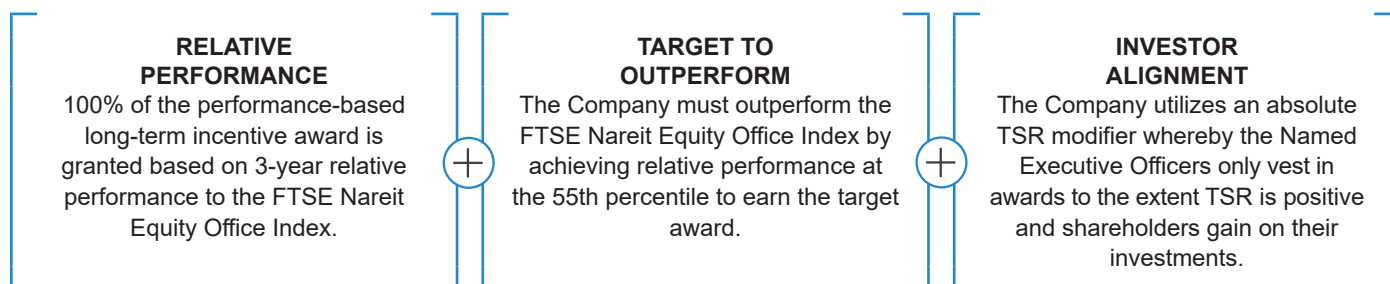 RELATIVE
PERFORMANCE
100% of the performance-based
long-term incentive award is
granted based on 3-year relative
performance to the FTSE Nareit
Equity Office Index.
+
TARGET TO
OUTPERFORM
The Company must outperform the
FTSE Nareit Equity Office Index by
achieving relative performance at
the 55th percentile to earn the target
award.
+
INVESTOR
ALIGNMENT
The Company utilizes an absolute
TSR modifier whereby the Named
Executive Officers only vest in
awards to the extent TSR is positive
and shareholders gain on their
investments.